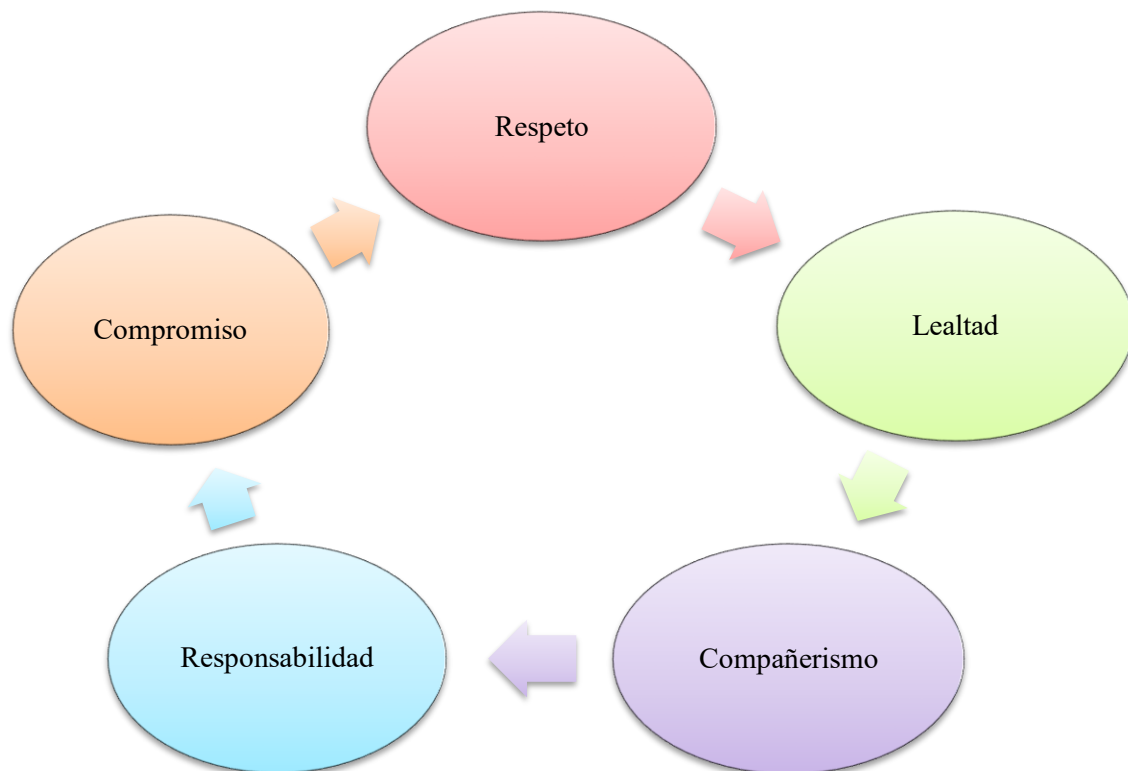 Respeto
Lealtad
Compañerismo
Responsabilidad
Compromiso